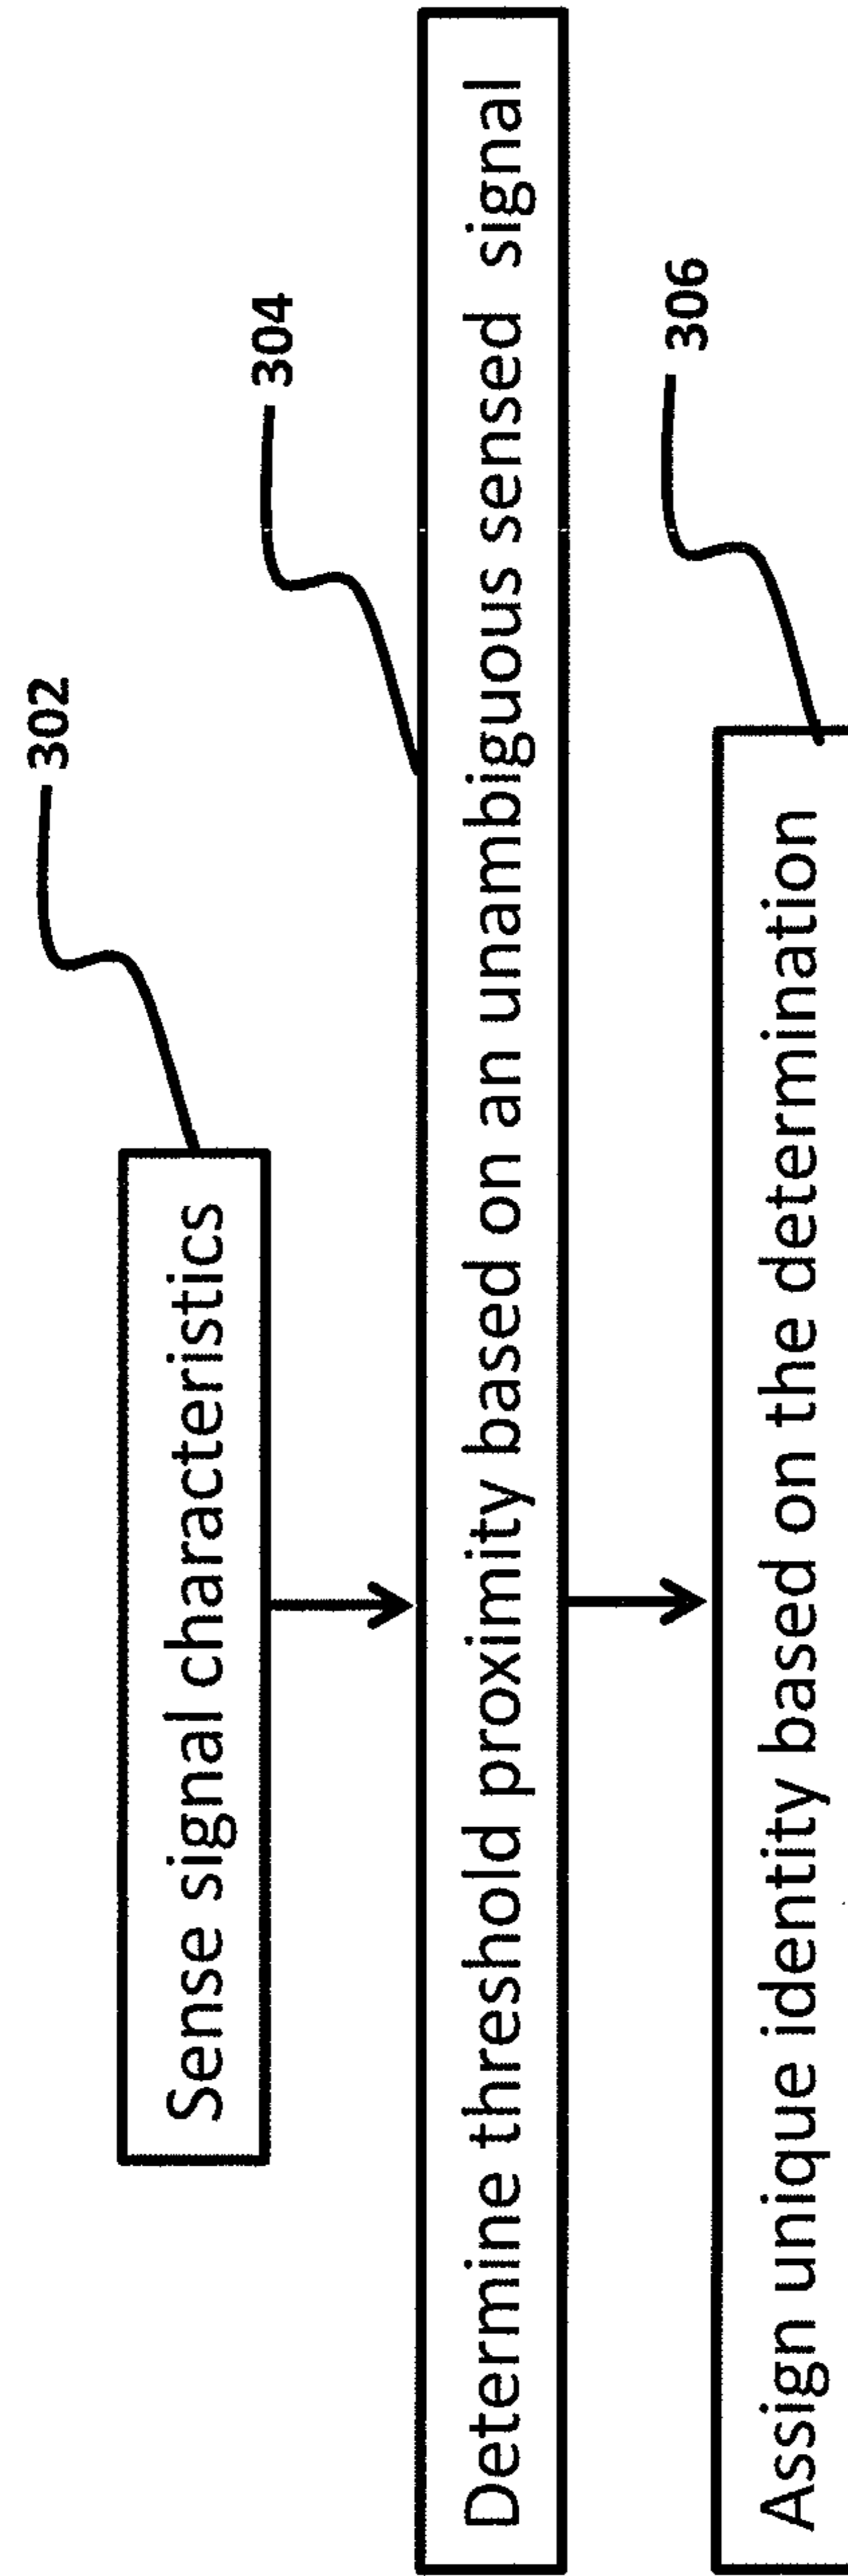 302
Sense signal characteristics
304
Determine threshold proximity based on an unambiguous sensed signal
306
Assign unique identity based on the determination